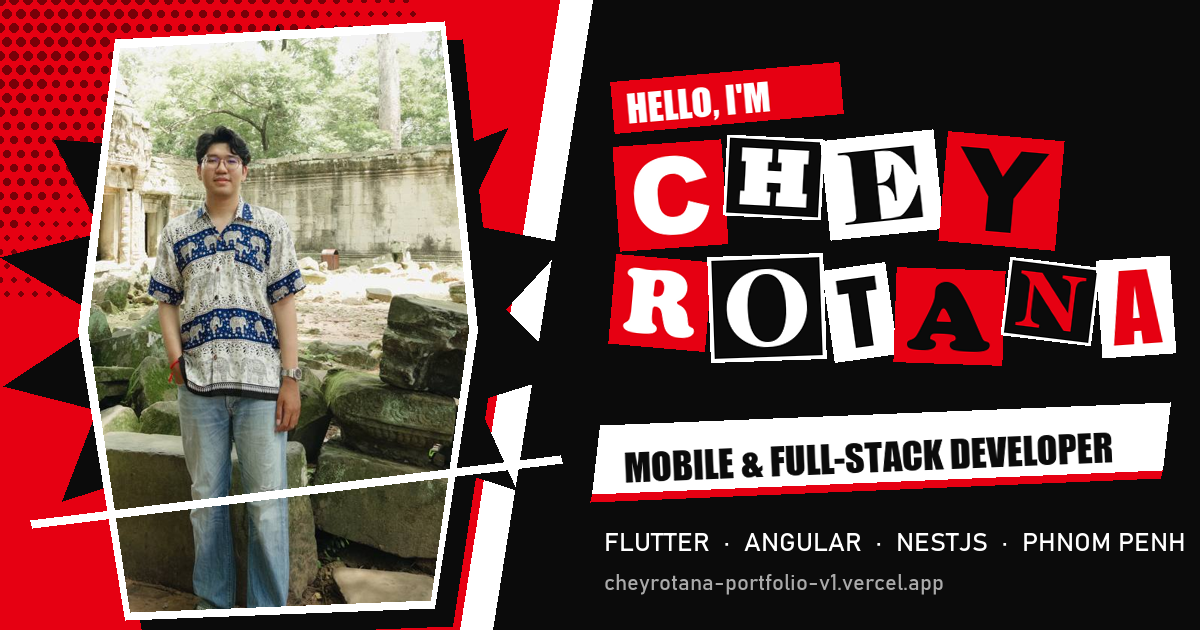 HELLO, I'M
CHEY
ROTANA
MOBILE & FULL-STACK DEVELOPER
FLUTTER · ANGULAR · NESTJS · PHNOM PENH
cheyrotana-portfolio-v1.vercel.app